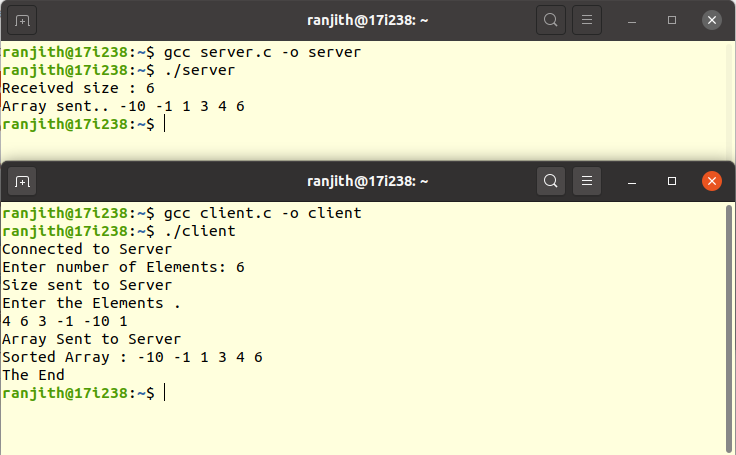 ranjith@17i238: ~
ranjith@17i238:~$ gcc server.c -o server
ranjith@17i238:~$ ./server
Received size : 6
Array sent.. -10 -1 1 3 4 6
ranjith@17i238:~$
ranjith@17i238: ~
ranjith@17i238:~$ gcc client.c -o client
ranjith@17i238:~$ ./client
Connected to Server
Enter number of Elements: 6
Size sent to Server
Enter the Elements .
4 6 3 -1 -10 1
Array Sent to Server
Sorted Array : -10 -1 1 3 4 6
The End
ranjith@17i238:~$